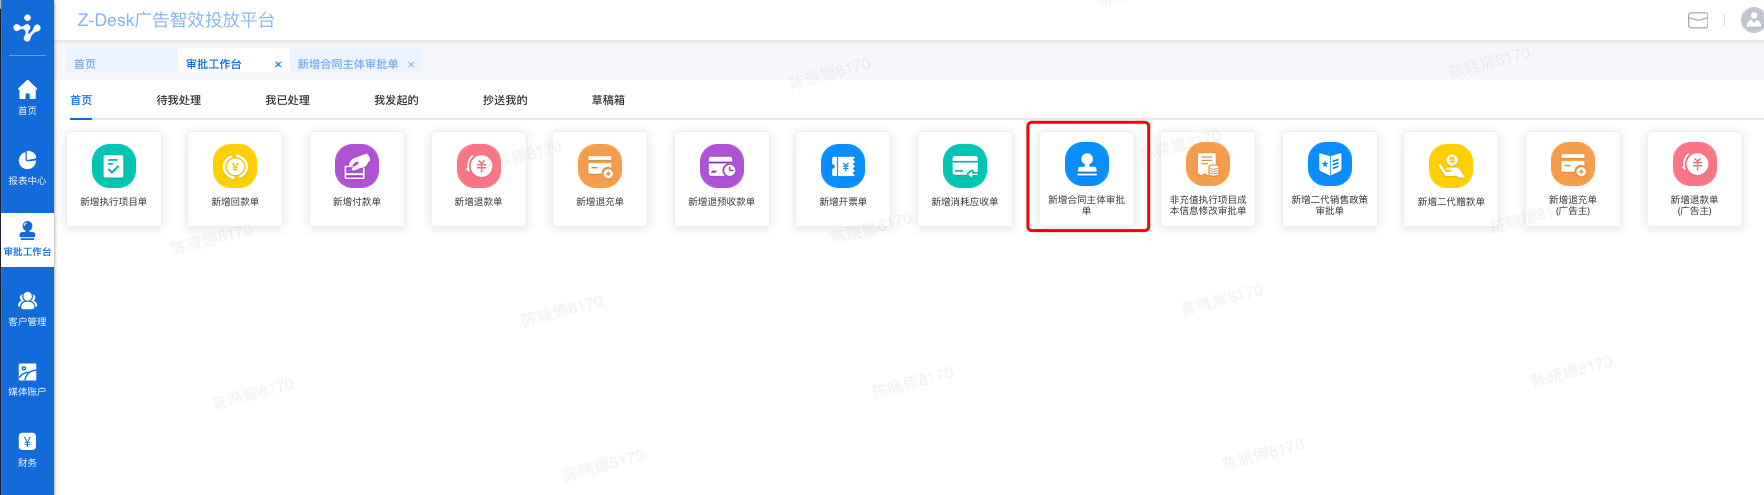 Z-Desk广告智效投放平台
首页
审批工作台 ×
新增合同主体审批单 ×
首页
待我处理
我已处理
我发起的
抄送我的
草稿箱
首页
报表中心
审批工作台
客户管理
媒体账户
财务
新增执行项目单
新增回款单
新增付款单
新增退款单
新增退充单
新增退预收款单
新增开票单
新增消耗应收单
新增合同主体审批
单
非充值执行项目成
本信息修改审批单
新增二代销售政策
审批单
新增二代赠款单
新增退充单
(广告主)
新增退款单
(广告主)
陈晓娜8170
陈晓娜8170
陈晓娜8170
陈晓娜8170
陈晓娜8170
陈晓娜8170
陈晓娜8170
陈晓娜8170
陈晓娜8170
陈晓娜8170
陈晓娜8170
陈晓娜8170
陈晓娜8170